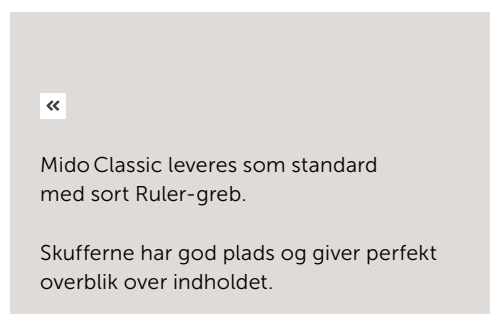 «
Mido Classic leveres som standard
med sort Ruler-greb.
Skufferne har god plads og giver perfekt
overblik over indholdet.